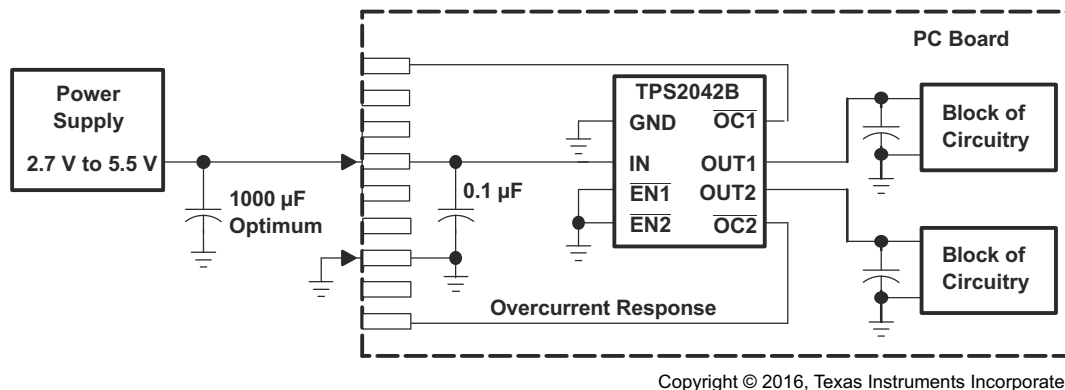 PC Board
Power
Supply
2.7 V to 5.5 V
1000 µF
Optimum
0.1 µF
TPS2042B
GND
OC1
IN
OUT1
EN1
OUT2
EN2
OC2
Block of
Circuitry
Block of
Circuitry
Overcurrent Response
Copyright © 2016, Texas Instruments Incorporate